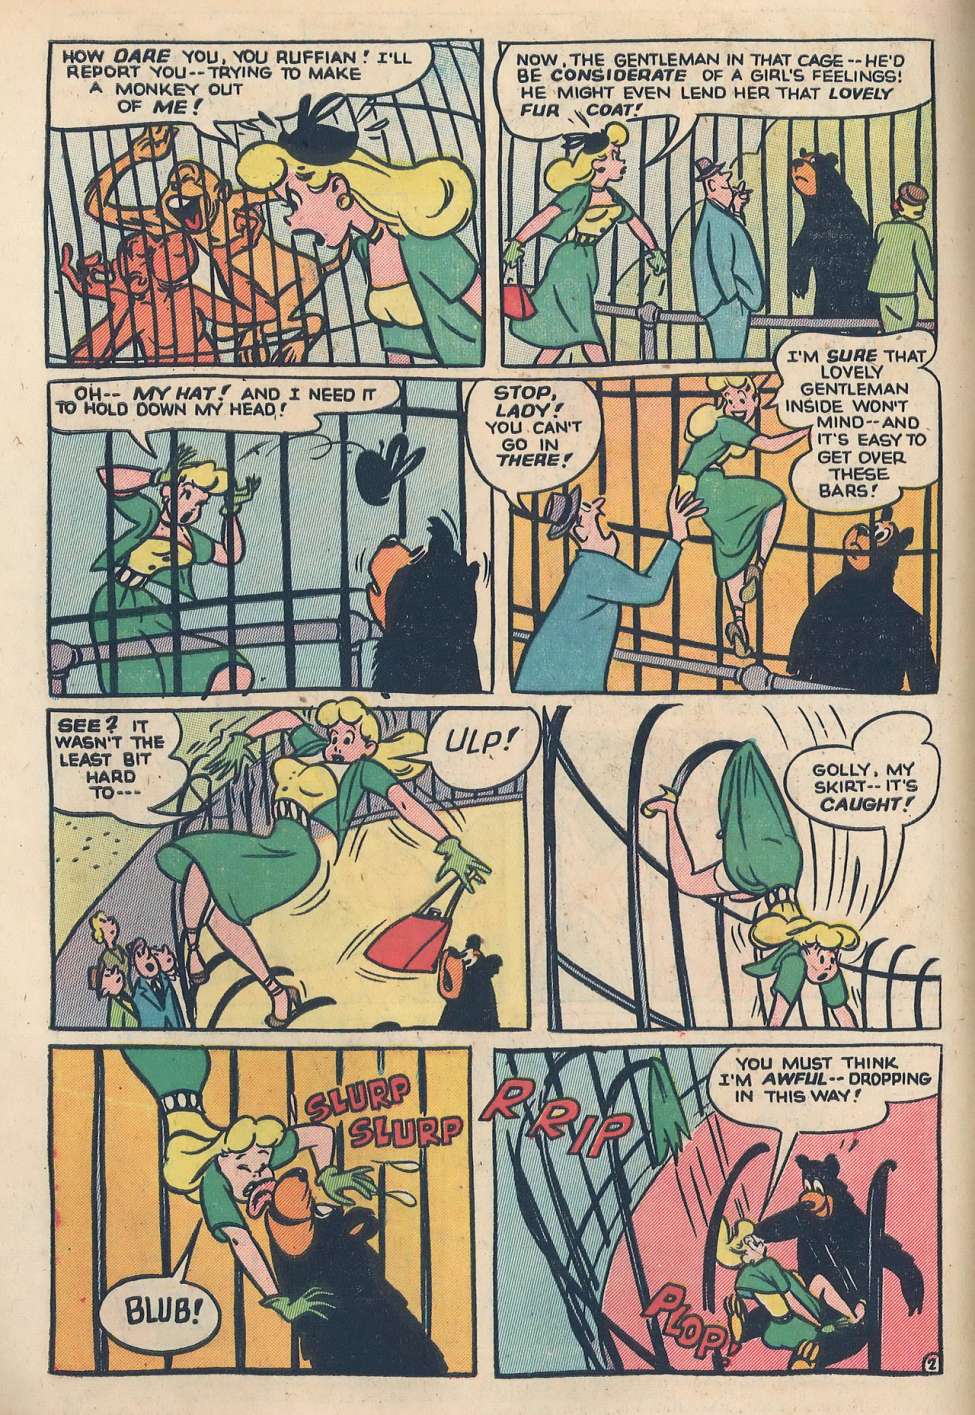 HOW DARE YOU, YOU RUFFIAN! I'LL
REPORT YOU-- TRYING TO MAKE
A MONKEY OUT
OF ME!
NOW, THE GENTLEMAN IN THAT CAGE-- HE'D
BE CONSIDERATE OF A GIRL'S FEELINGS!
HE MIGHT EVEN LEND HER THAT LOVELY
FUR COAT!
OH-- MY HAT! AND I NEED IT
TO HOLD DOWN MY HEAD!
STOP,
LADY!
YOU CAN'T
GO IN
THERE!
I'M SURE THAT
LOVELY
GENTLEMAN
INSIDE WON'T
MIND-- AND
IT'S EASY TO
GET OVER
THESE
BARS!
SEE? IT
WASN'T THE
LEAST BIT
HARD
TO---
ULP!
GOLLY, MY
SKIRT-- IT'S
CAUGHT!
SLURP
SLURP
BLUB!
R RIP
YOU MUST THINK
I'M AWFUL-- DROPPING
IN THIS WAY!
PLOP!
2